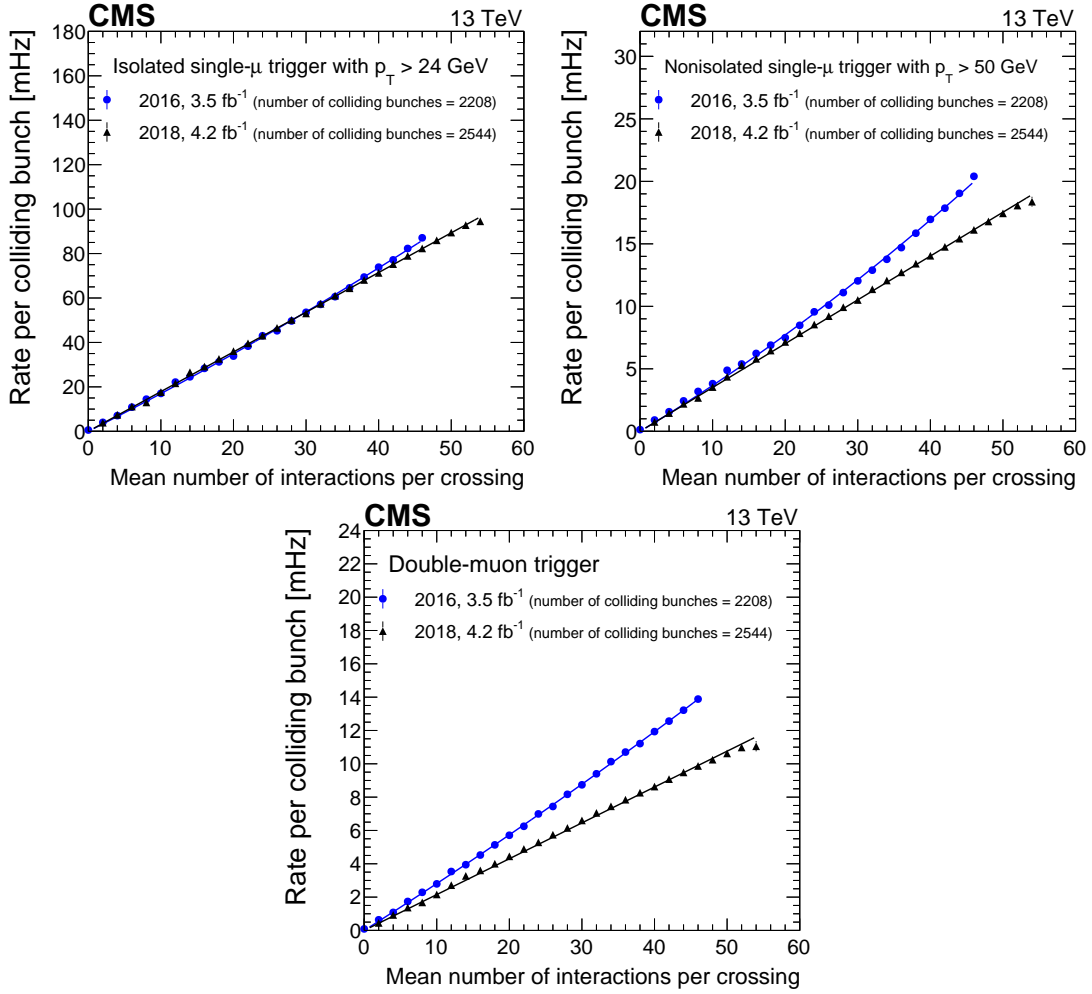 CMS 13 TeV
Rate per colliding bunch [mHz]
180
160
140
120
100
80
60
40
20
0
Isolated single-μ trigger with p_T > 24 GeV
2016, 3.5 fb⁻¹ (number of colliding bunches = 2208)
2018, 4.2 fb⁻¹ (number of colliding bunches = 2544)
0 10 20 30 40 50 60
Mean number of interactions per crossing
CMS 13 TeV
Rate per colliding bunch [mHz]
30
25
20
15
10
5
0
Nonisolated single-μ trigger with p_T > 50 GeV
2016, 3.5 fb⁻¹ (number of colliding bunches = 2208)
2018, 4.2 fb⁻¹ (number of colliding bunches = 2544)
0 10 20 30 40 50 60
Mean number of interactions per crossing
CMS 13 TeV
Rate per colliding bunch [mHz]
24
22
20
18
16
14
12
10
8
6
4
2
0
Double-muon trigger
2016, 3.5 fb⁻¹ (number of colliding bunches = 2208)
2018, 4.2 fb⁻¹ (number of colliding bunches = 2544)
0 10 20 30 40 50 60
Mean number of interactions per crossing